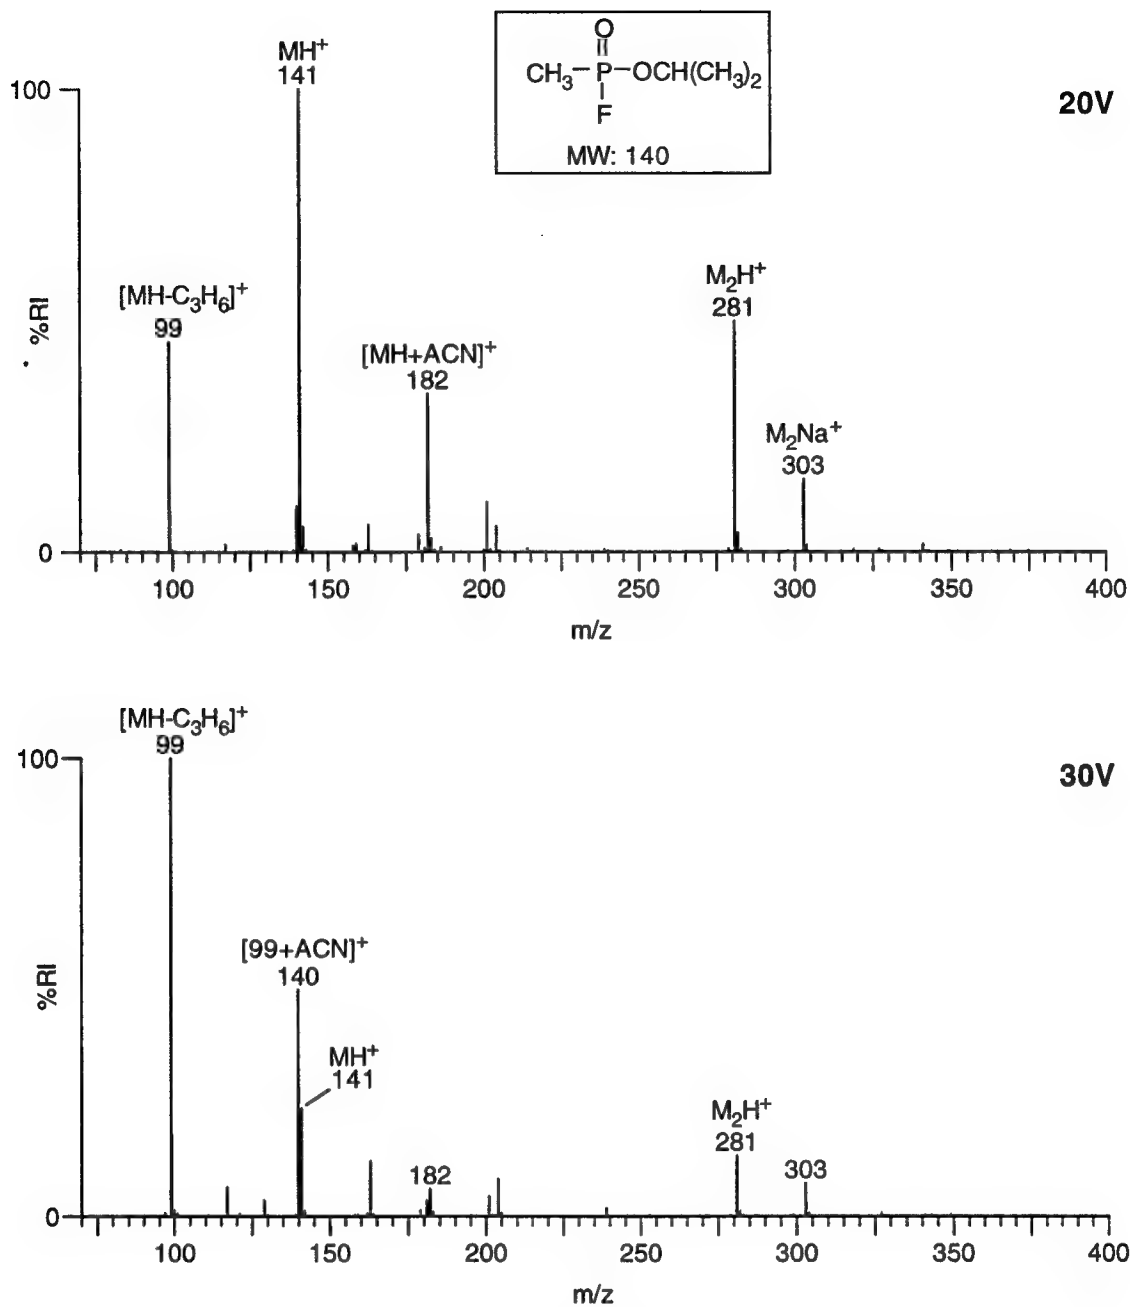 O
CH₃-P-OCH(CH₃)₂
F
MW: 140
20V
MH⁺
141
100
[MH-C₃H₆]⁺
99
[MH+ACN]⁺
182
M₂H⁺
281
M₂Na⁺
303
%RI
0
100 150 200 250 300 350 400
m/z
30V
[MH-C₃H₆]⁺
99
100
[99+ACN]⁺
140
MH⁺
141
182
M₂H⁺
281
303
%RI
0
100 150 200 250 300 350 400
m/z